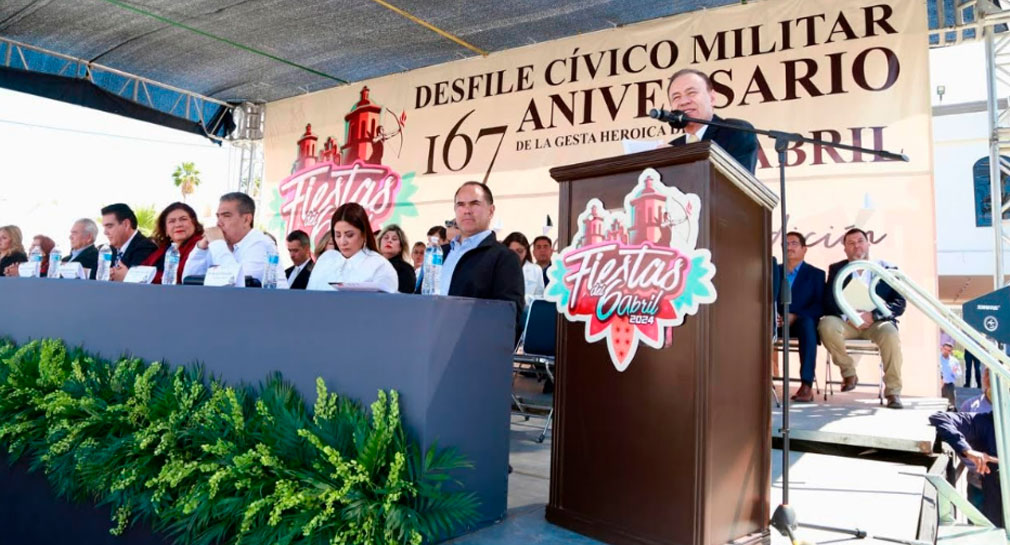 DESFILE CÍVICO MILITAR
167 ANIVERSARIO
DE LA GESTA HEROICA DE
ABRIL
Fiestas
Fiestas
del
6 abril
2024